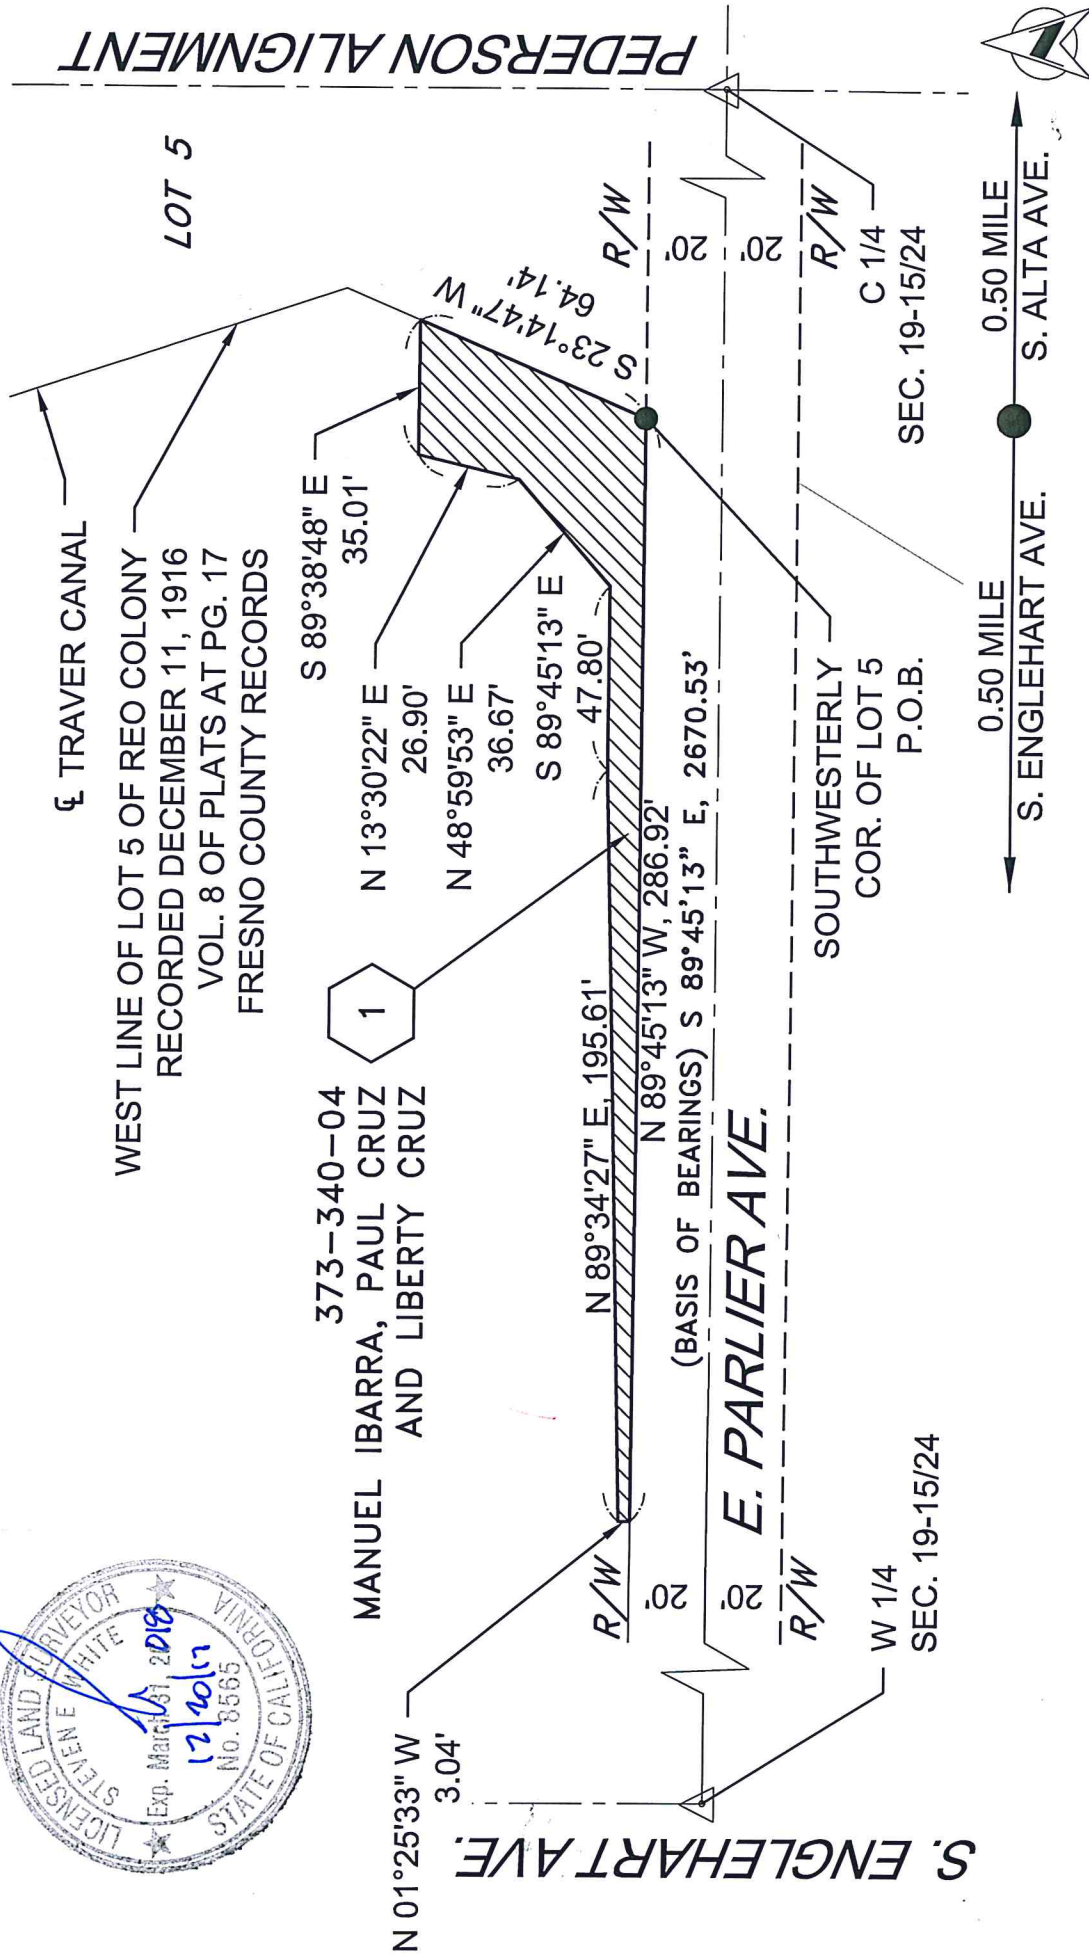 LICENSED LAND SURVEYOR
STEVEN E WHITE
Exp. March 31, 2018
12/20/17
No. 8565
STATE OF CALIFORNIA
℄ TRAVER CANAL
WEST LINE OF LOT 5 OF REO COLONY
RECORDED DECEMBER 11, 1916
VOL. 8 OF PLATS AT PG. 17
FRESNO COUNTY RECORDS
LOT 5
PEDERSON ALIGNMENT
373-340-04
MANUEL IBARRA, PAUL CRUZ
AND LIBERTY CRUZ
1
S 89°38'48" E
35.01'
N 13°30'22" E
26.90'
N 48°59'53" E
36.67'
S 89°45'13" E
47.80'
S 23°14'47" W
64.14'
N 01°25'33" W
3.04'
N 89°34'27" E, 195.61'
N 89°45'13" W, 286.92'
(BASIS OF BEARINGS) S 89°45'13" E, 2670.53'
R/W
20'
20'
R/W
R/W
20'
20'
R/W
E. PARLIER AVE.
S. ENGLEHART AVE.
W 1/4
SEC. 19-15/24
SOUTHWESTERLY
COR. OF LOT 5
P.O.B.
C 1/4
SEC. 19-15/24
0.50 MILE
S. ENGLEHART AVE.
0.50 MILE
S. ALTA AVE.